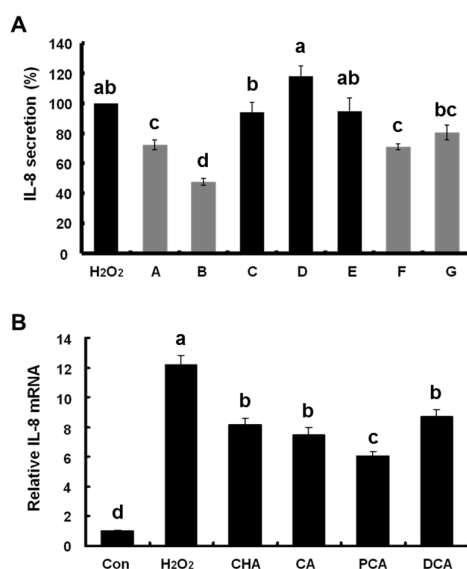 A
IL-8 secretion (%)
140
120
100
80
60
40
20
0
ab
c
d
b
a
ab
c
bc
H2O2 A B C D E F G
B
Relative IL-8 mRNA
14
12
10
8
6
4
2
0
d
a
b
b
c
b
Con H2O2 CHA CA PCA DCA